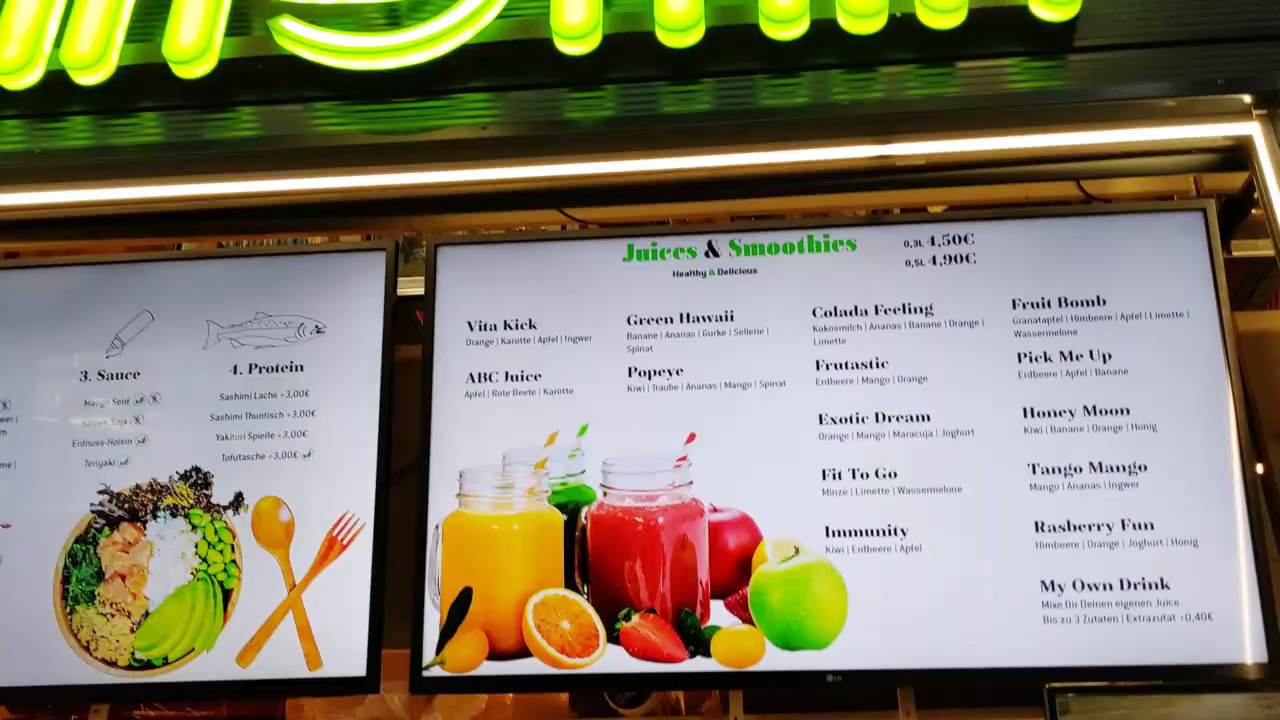 3. Sauce
Mango Senf
Sesam Soja
Erdnuss-Hoisin
Teriyaki
4. Protein
Sashimi Lachs +3,00€
Sashimi Thunfisch +3,00€
Yakitori Spieße +3,00€
Tofutasche +3,00€
Juices & Smoothies
Healthy & Delicious
0,3L 4,50€
0,5L 4,90€
Vita Kick
Orange | Karotte | Apfel | Ingwer
ABC Juice
Apfel | Rote Beete | Karotte
Green Hawaii
Banane | Ananas | Gurke | Sellerie |
Spinat
Popeye
Kiwi | Traube | Ananas | Mango | Spinat
Colada Feeling
Kokosmilch | Ananas | Banane | Orange |
Limette
Frutastic
Erdbeere | Mango | Orange
Exotic Dream
Orange | Mango | Maracuja | Joghurt
Fit To Go
Minze | Limette | Wassermelone
Immunity
Kiwi | Erdbeere | Apfel
Fruit Bomb
Granatapfel | Himbeere | Apfel | Limette |
Wassermelone
Pick Me Up
Erdbeere | Apfel | Banane
Honey Moon
Kiwi | Banane | Orange | Honig
Tango Mango
Mango | Ananas | Ingwer
Rasberry Fun
Himbeere | Orange | Joghurt | Honig
My Own Drink
Mixe Dir Deinen eigenen Juice
Bis zu 3 Zutaten | Extrazutat +0,40€
LG